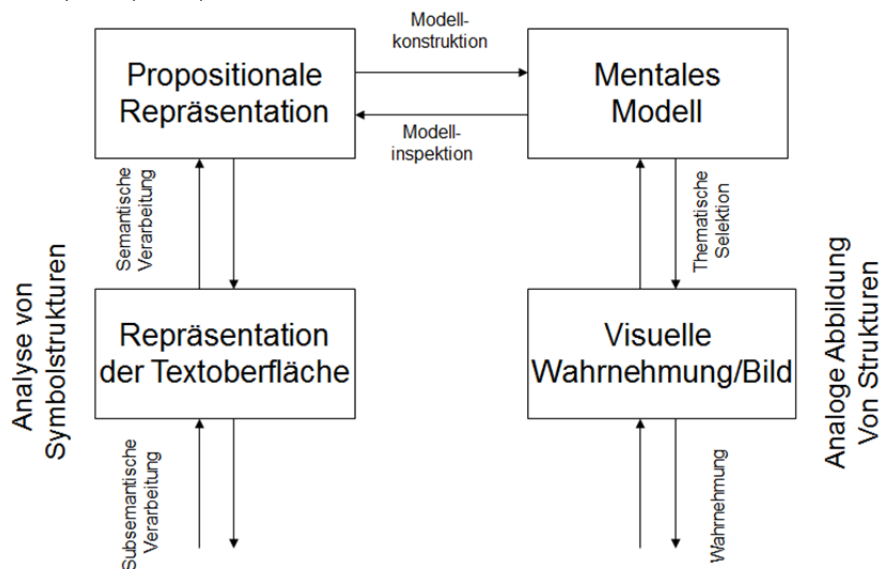 Modell-
konstruktion
Propositionale
Repräsentation
Mentales
Modell
Modell-
inspektion
Semantische
Verarbeitung
Thematische
Selektion
Analyse von
Symbolstrukturen
Repräsentation
der Textoberfläche
Visuelle
Wahrnehmung/Bild
Analoge Abbildung
Von Strukturen
Subsemantische
Verarbeitung
Wahrnehmung